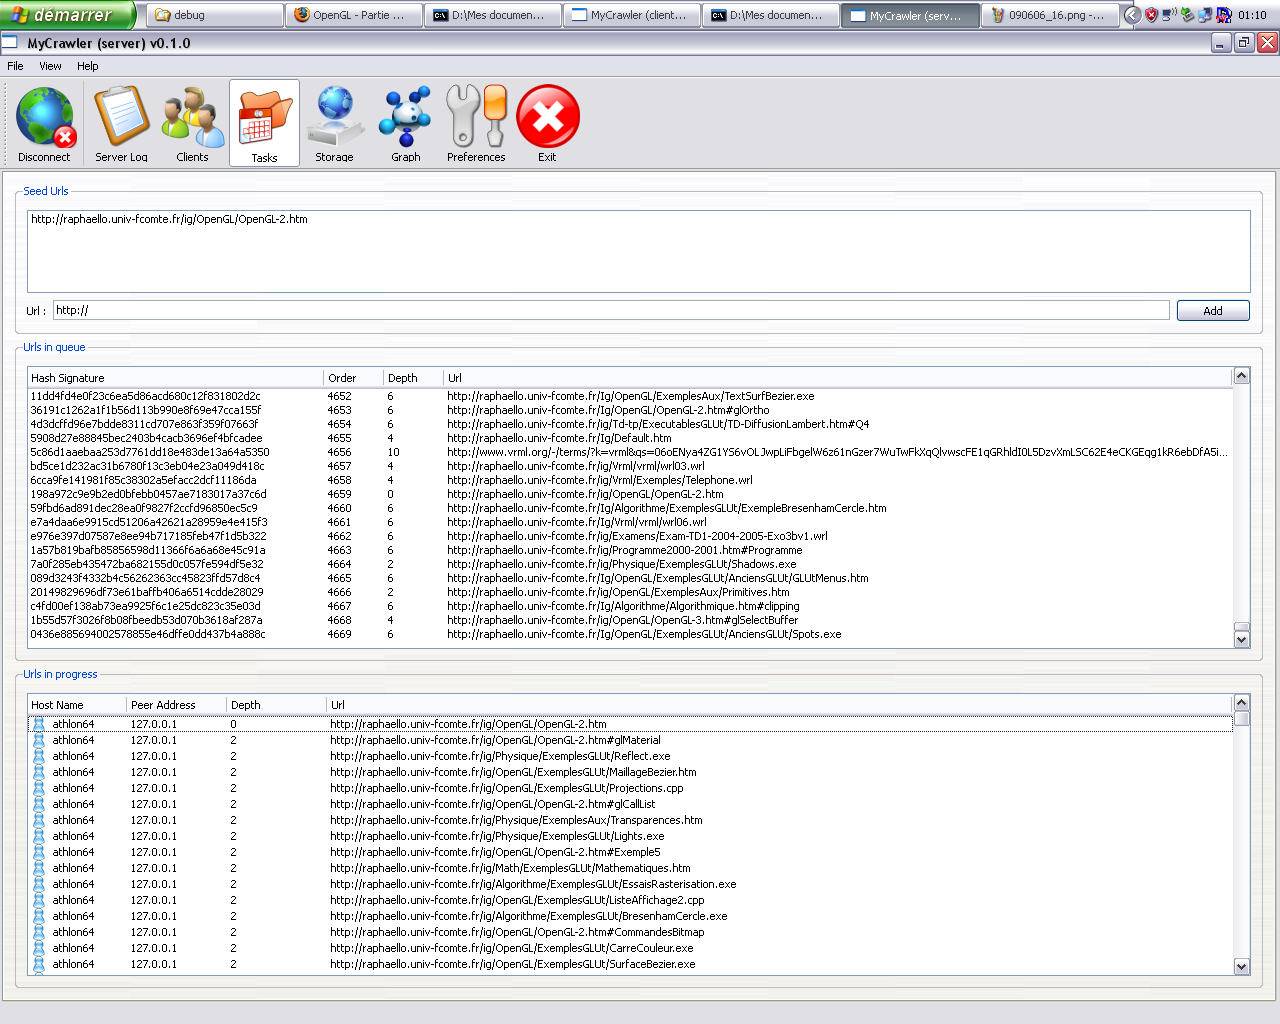 démarrer debug OpenGL - Partie ... D:\Mes documen... MyCrawler (client... D:\Mes documen... MyCrawler (serv... 090606_16.png -... 01:10
MyCrawler (server) v0.1.0
File View Help
Disconnect Server Log Clients Tasks Storage Graph Preferences Exit
Seed Urls
http://raphaello.univ-fcomte.fr/ig/OpenGL/OpenGL-2.htm
Url : http:// Add
Urls in queue
Hash Signature Order Depth Url
11dd4fd4e0f23c6ea5d86acd680c12f831802d2c 4652 6 http://raphaello.univ-fcomte.fr/Ig/OpenGL/ExemplesAux/TextSurfBezier.exe
36191c1262a1f1b56d113b990e8f69e47cca155f 4653 6 http://raphaello.univ-fcomte.fr/Ig/OpenGL/OpenGL-2.htm#glOrtho
4d3dcffd96e7bdde8311cd707e863f359f07663f 4654 6 http://raphaello.univ-fcomte.fr/ig/Td-tp/ExecutablesGLUt/TD-DiffusionLambert.htm#Q4
5908d27e88845bec2403b4cacb3696ef4bfcadee 4655 4 http://raphaello.univ-fcomte.fr/Ig/Default.htm
5c86d1aaebaa253d7761dd18e483de13a64a5350 4656 10 http://www.vrml.org/-/terms/?k=vrml&qs=06oENya4ZG1YS6vOLJwpLiFbgelW6z61nGzer7WuTwFkXqQlvwscFE1qGRhldI0L5DzvXmLSC62E4eCKGEqg1kR6ebDfA5i...
bd5ce1d232ac31b6780f13c3eb04e23a049d418c 4657 4 http://raphaello.univ-fcomte.fr/ig/Vrml/vrml/wrl03.wrl
6cca9fe141981f85c38302a5efacc2dcf11186da 4658 4 http://raphaello.univ-fcomte.fr/ig/Vrml/Exemples/Telephone.wrl
198a972c9e9b2ed0bfebb0457ae7183017a37c6d 4659 0 http://raphaello.univ-fcomte.fr/ig/OpenGL/OpenGL-2.htm
59fbd6ad891dec28ea0f9827f2ccfd96850ec5c9 4660 6 http://raphaello.univ-fcomte.fr/Ig/Algorithme/ExemplesGLUt/ExempleBresenhamCercle.htm
e7a4daa6e9915cd51206a42621a28959e4e415f3 4661 6 http://raphaello.univ-fcomte.fr/Ig/Vrml/vrml/wrl06.wrl
e976e397d07587e8ee94b717185feb47f1d5b322 4662 6 http://raphaello.univ-fcomte.fr/ig/Examens/Exam-TD1-2004-2005-Exo3bv1.wrl
1a57b819bafb85856598d11366f6a6a68e45c91a 4663 6 http://raphaello.univ-fcomte.fr/ig/Programme2000-2001.htm#Programme
7a0f285eb435472ba682155d0c057fe594df5e32 4664 2 http://raphaello.univ-fcomte.fr/ig/Physique/ExemplesGLUt/Shadows.exe
089d3243f4332b4c56262363cc45823ffd57d8c4 4665 6 http://raphaello.univ-fcomte.fr/Ig/OpenGL/ExemplesGLUt/AnciensGLUt/GLUtMenus.htm
20149829696df73e61baffb406a6514cdde28029 4666 2 http://raphaello.univ-fcomte.fr/ig/OpenGL/ExemplesAux/Primitives.htm
c4fd00ef138ab73ea9925f6c1e25dc823c35e03d 4667 6 http://raphaello.univ-fcomte.fr/Ig/Algorithme/Algorithmique.htm#clipping
1b55d57f3026f8b08fbeedb53d070b3618af287a 4668 4 http://raphaello.univ-fcomte.fr/ig/OpenGL/OpenGL-3.htm#glSelectBuffer
0436e885694002578855e46dffe0dd437b4a888c 4669 6 http://raphaello.univ-fcomte.fr/Ig/OpenGL/ExemplesGLUt/AnciensGLUt/Spots.exe
Urls in progress
Host Name Peer Address Depth Url
athlon64 127.0.0.1 0 http://raphaello.univ-fcomte.fr/ig/OpenGL/OpenGL-2.htm
athlon64 127.0.0.1 2 http://raphaello.univ-fcomte.fr/ig/OpenGL/OpenGL-2.htm#glMaterial
athlon64 127.0.0.1 2 http://raphaello.univ-fcomte.fr/ig/Physique/ExemplesGLUt/Reflect.exe
athlon64 127.0.0.1 2 http://raphaello.univ-fcomte.fr/ig/OpenGL/ExemplesGLUt/MaillageBezier.htm
athlon64 127.0.0.1 2 http://raphaello.univ-fcomte.fr/ig/OpenGL/ExemplesGLUt/Projections.cpp
athlon64 127.0.0.1 2 http://raphaello.univ-fcomte.fr/ig/OpenGL/OpenGL-2.htm#glCallList
athlon64 127.0.0.1 2 http://raphaello.univ-fcomte.fr/ig/Physique/ExemplesAux/Transparences.htm
athlon64 127.0.0.1 2 http://raphaello.univ-fcomte.fr/ig/Physique/ExemplesGLUt/Lights.exe
athlon64 127.0.0.1 2 http://raphaello.univ-fcomte.fr/ig/OpenGL/OpenGL-2.htm#Exemple5
athlon64 127.0.0.1 2 http://raphaello.univ-fcomte.fr/ig/Math/ExemplesGLUt/Mathematiques.htm
athlon64 127.0.0.1 2 http://raphaello.univ-fcomte.fr/ig/Algorithme/ExemplesGLUt/EssaisRasterisation.exe
athlon64 127.0.0.1 2 http://raphaello.univ-fcomte.fr/ig/OpenGL/ExemplesGLUt/ListeAffichage2.cpp
athlon64 127.0.0.1 2 http://raphaello.univ-fcomte.fr/ig/Algorithme/ExemplesGLUt/BresenhamCercle.exe
athlon64 127.0.0.1 2 http://raphaello.univ-fcomte.fr/ig/OpenGL/OpenGL-2.htm#CommandesBitmap
athlon64 127.0.0.1 2 http://raphaello.univ-fcomte.fr/ig/OpenGL/ExemplesGLUt/CarreCouleur.exe
athlon64 127.0.0.1 2 http://raphaello.univ-fcomte.fr/ig/OpenGL/ExemplesGLUt/SurfaceBezier.exe